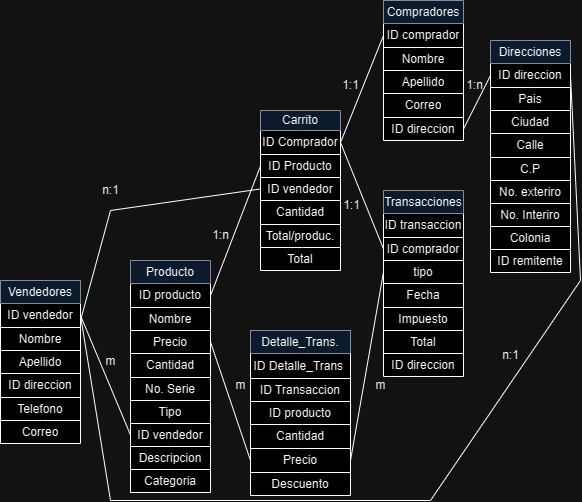 Compradores
ID comprador
Nombre
Apellido
Correo
ID direccion
Direcciones
ID direccion
Pais
Ciudad
Calle
C.P
No. exteriro
No. Interiro
Colonia
ID remitente
1:1
1:n
Carrito
ID Comprador
ID Producto
ID vendedor
Cantidad
Total/produc.
Total
n:1
1:n
1:1
Transacciones
ID transaccion
ID comprador
tipo
Fecha
Impuesto
Total
ID direccion
Vendedores
ID vendedor
Nombre
Apellido
ID direccion
Telefono
Correo
m
Producto
ID producto
Nombre
Precio
Cantidad
No. Serie
Tipo
ID vendedor
Descripcion
Categoria
m
Detalle_Trans.
ID Detalle_Trans
ID Transaccion
ID producto
Cantidad
Precio
Descuento
m
n:1